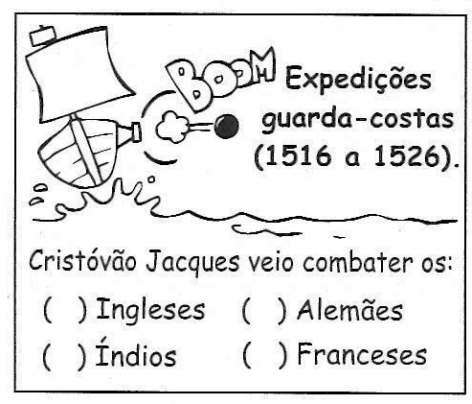 BOOM
Expedições
guarda-costas
(1516 a 1526).
Cristóvão Jacques veio combater os:
( ) Ingleses ( ) Alemães
( ) Índios ( ) Franceses